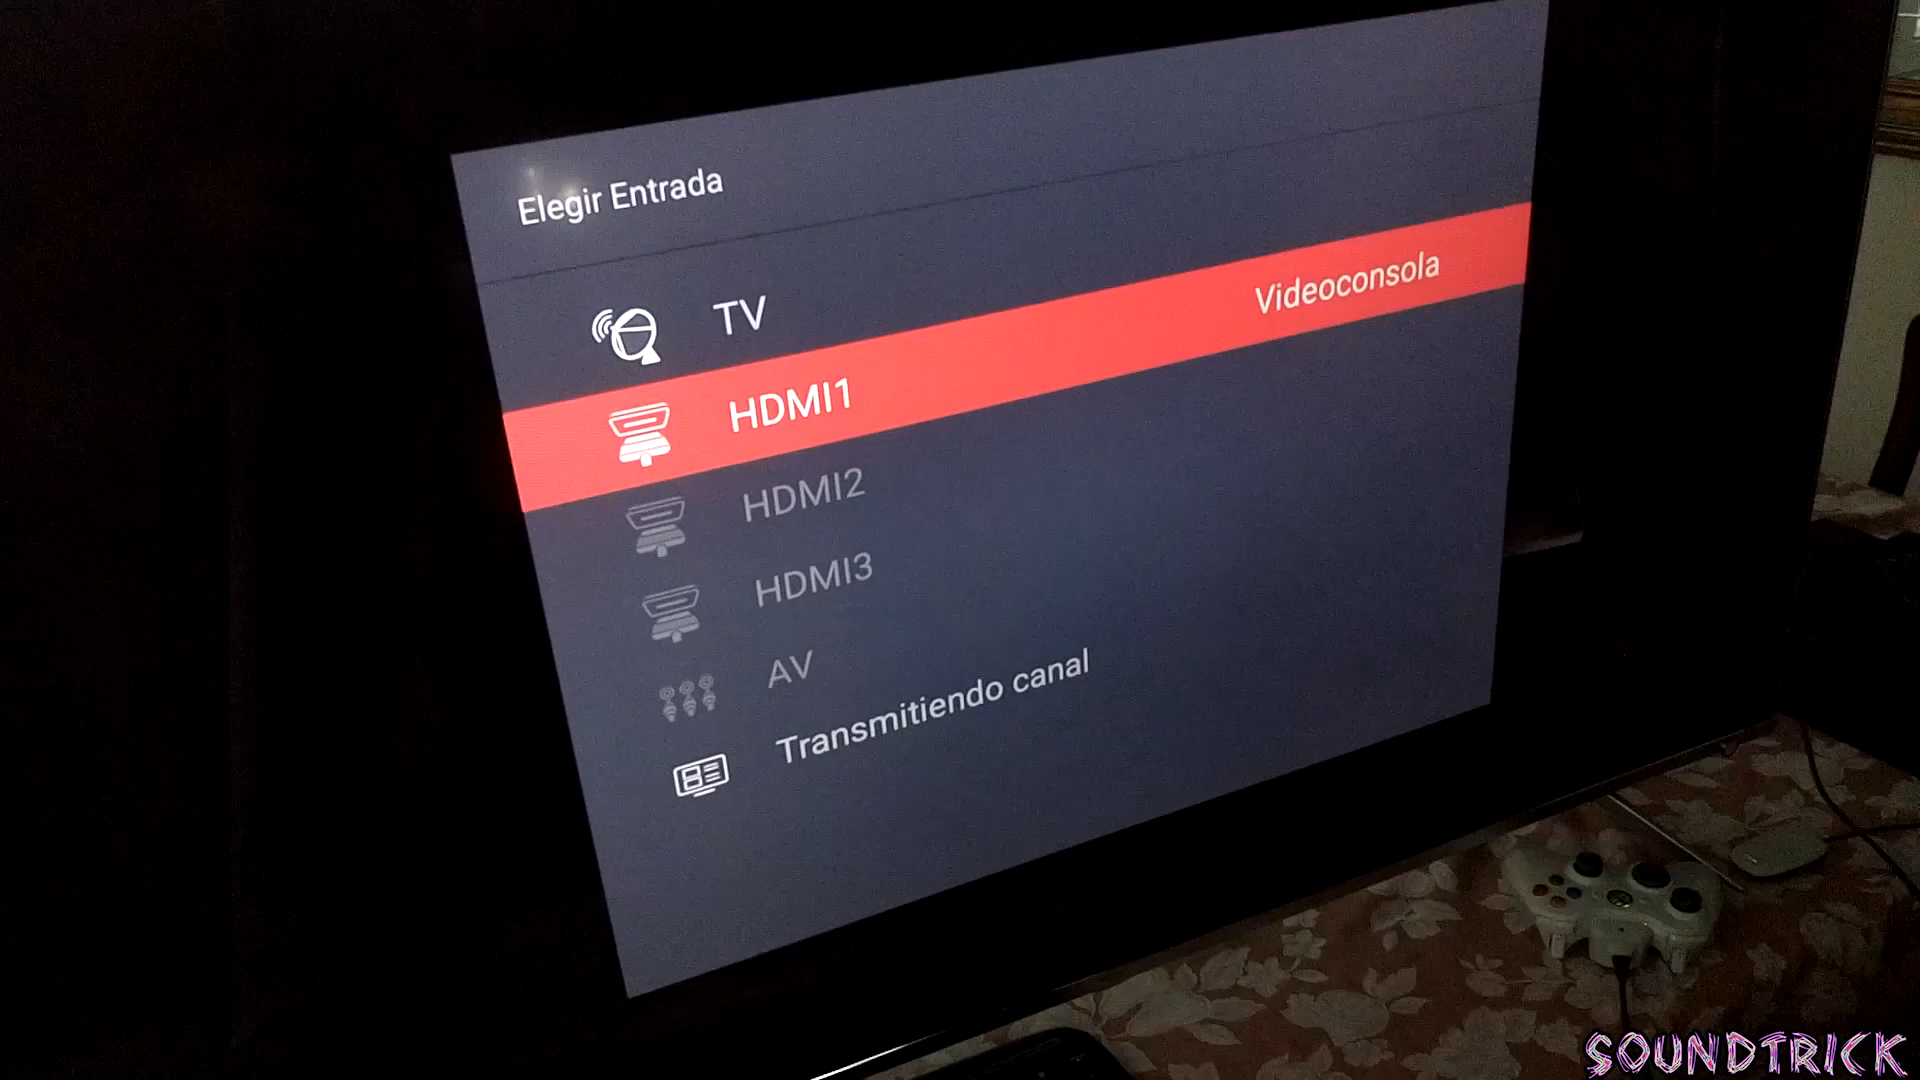 Elegir Entrada
TV
HDMI1 Videoconsola
HDMI2
HDMI3
AV
Transmitiendo canal
SOUNDTRICK